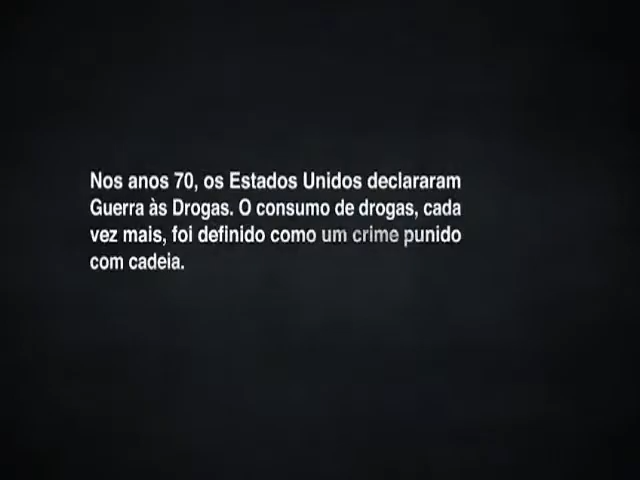 Nos anos 70, os Estados Unidos declararam
Guerra às Drogas. O consumo de drogas, cada
vez mais, foi definido como um crime punido
com cadeia.